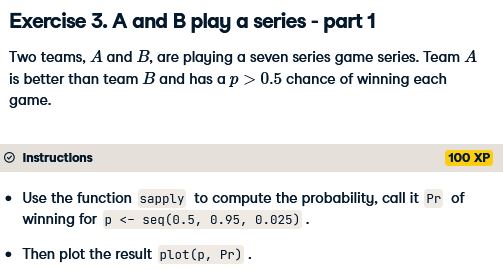 Exercise 3. A and B play a series - part 1
Two teams, A and B, are playing a seven series game series. Team A
is better than team B and has a p > 0.5 chance of winning each
game.
Instructions
100 XP
• Use the function sapply to compute the probability, call it Pr of
winning for p <- seq(0.5, 0.95, 0.025) .
• Then plot the result plot(p, Pr) .